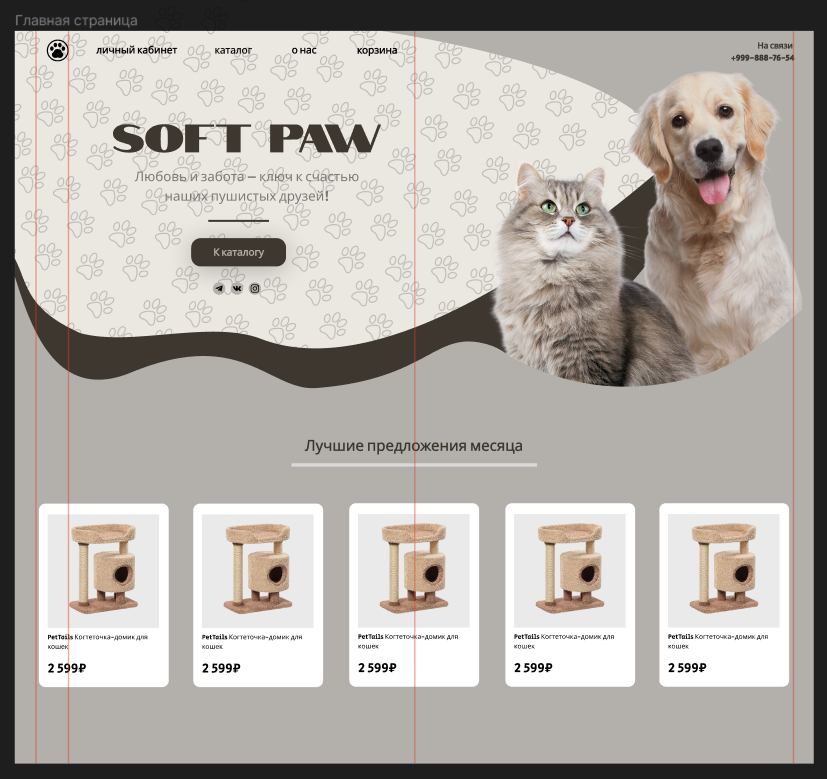 Главная страница
личный кабинет каталог о нас корзина
На связи
+999-888-76-54
SOFT PAW
Любовь и забота – ключ к счастью
наших пушистых друзей!
К каталогу
Лучшие предложения месяца
PetTails Когтеточка-домик для
кошек
2 599₽
PetTails Когтеточка-домик для
кошек
2 599₽
PetTails Когтеточка-домик для
кошек
2 599₽
PetTails Когтеточка-домик для
кошек
2 599₽
PetTails Когтеточка-домик для
кошек
2 599₽